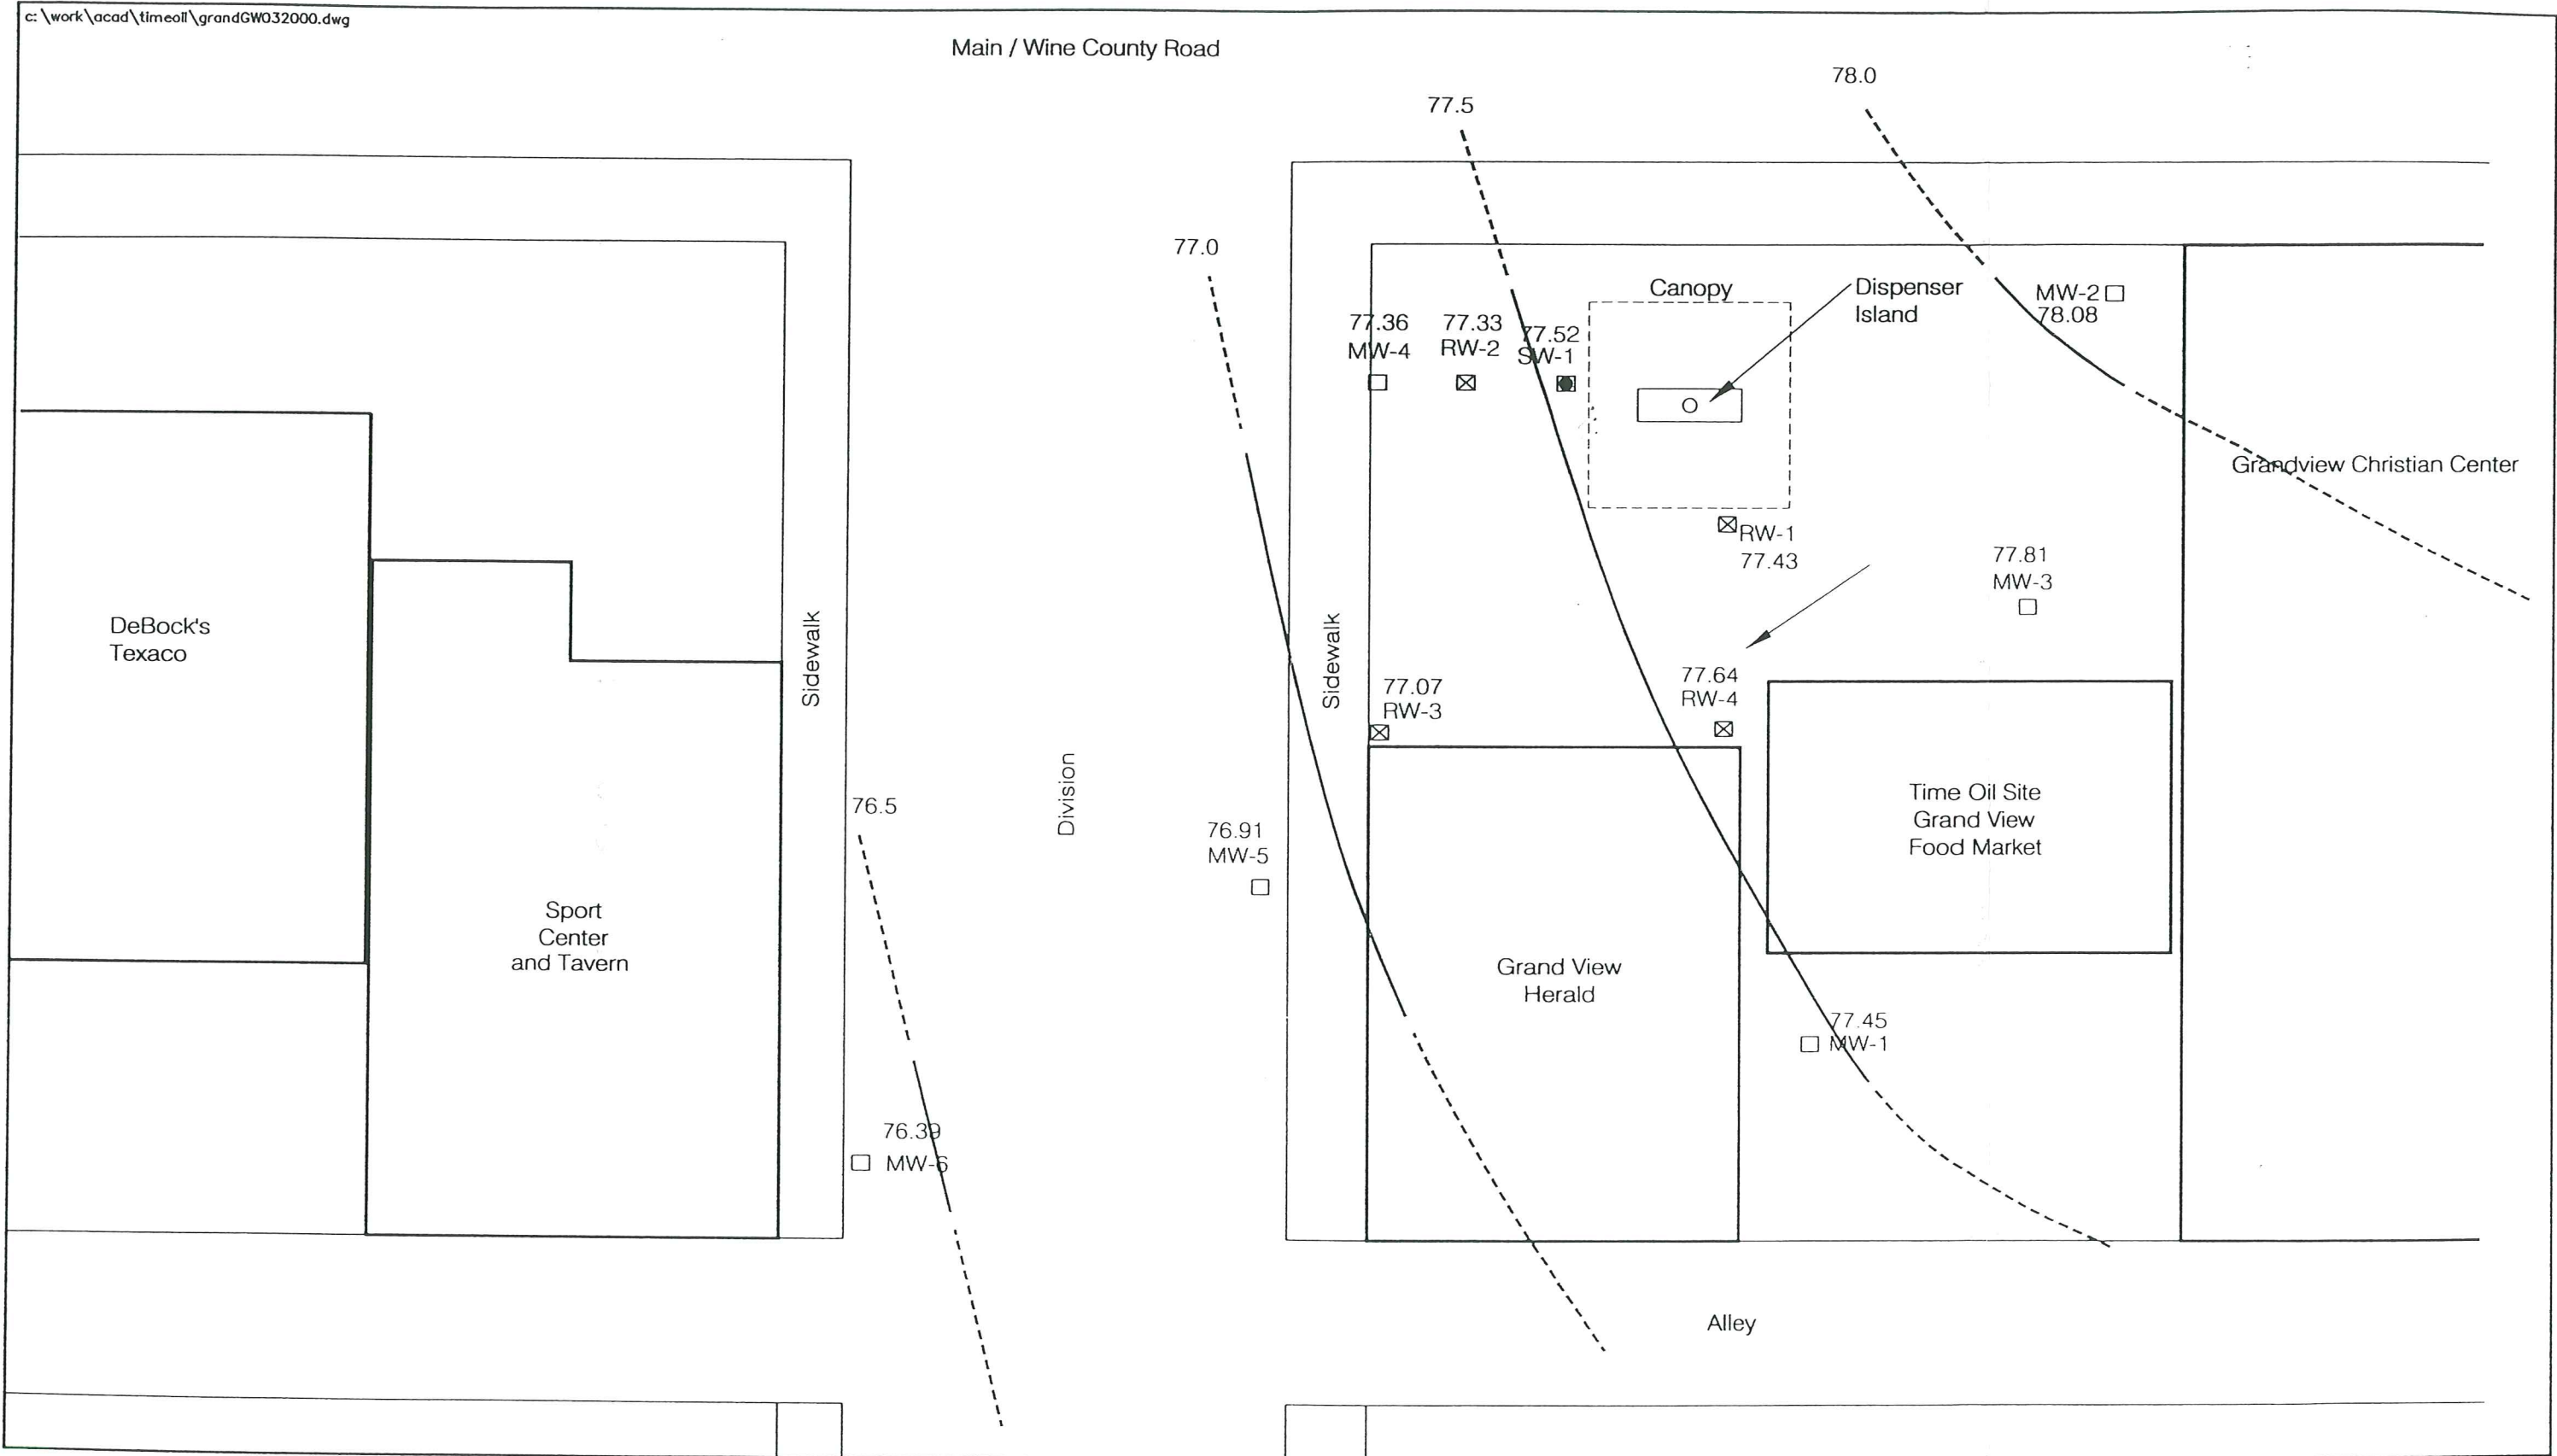 c:\work\acad\timeoil\grandGW032000.dwg
Main / Wine County Road
78.0
77.5
77.0
Canopy
Dispenser
Island
MW-2
78.08
77.36
MW-4
77.33
RW-2
77.52
SW-1
Grandview Christian Center
RW-1
77.43
77.81
MW-3
DeBock's
Texaco
Sidewalk
Sidewalk
77.07
RW-3
77.64
RW-4
Division
76.5
76.91
MW-5
Time Oil Site
Grand View
Food Market
Sport
Center
and Tavern
Grand View
Herald
77.45
MW-1
76.39
MW-6
Alley